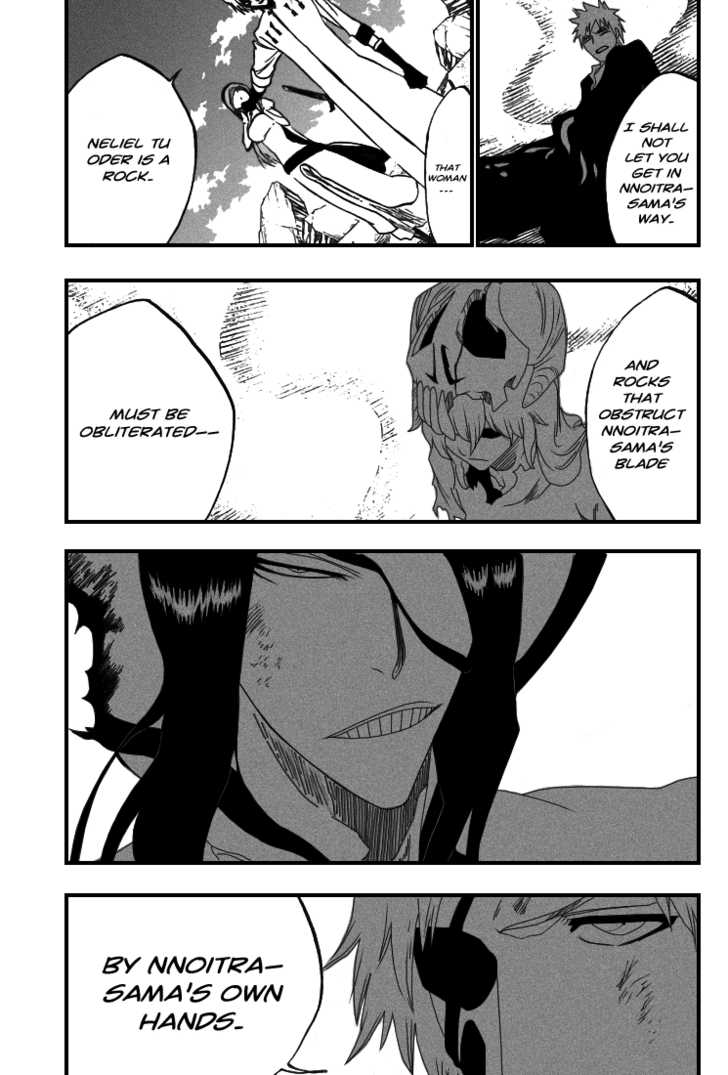 I SHALL
NOT
LET YOU
GET IN
NNOITRA-
SAMA'S
WAY..
THAT
WOMAN
---
NELIEL TU
ODER IS A
ROCK..
AND
ROCKS
THAT
OBSTRUCT
NNOITRA-
SAMA'S
BLADE
MUST BE
OBLITERATED--
BY NNOITRA-
SAMA'S OWN
HANDS..